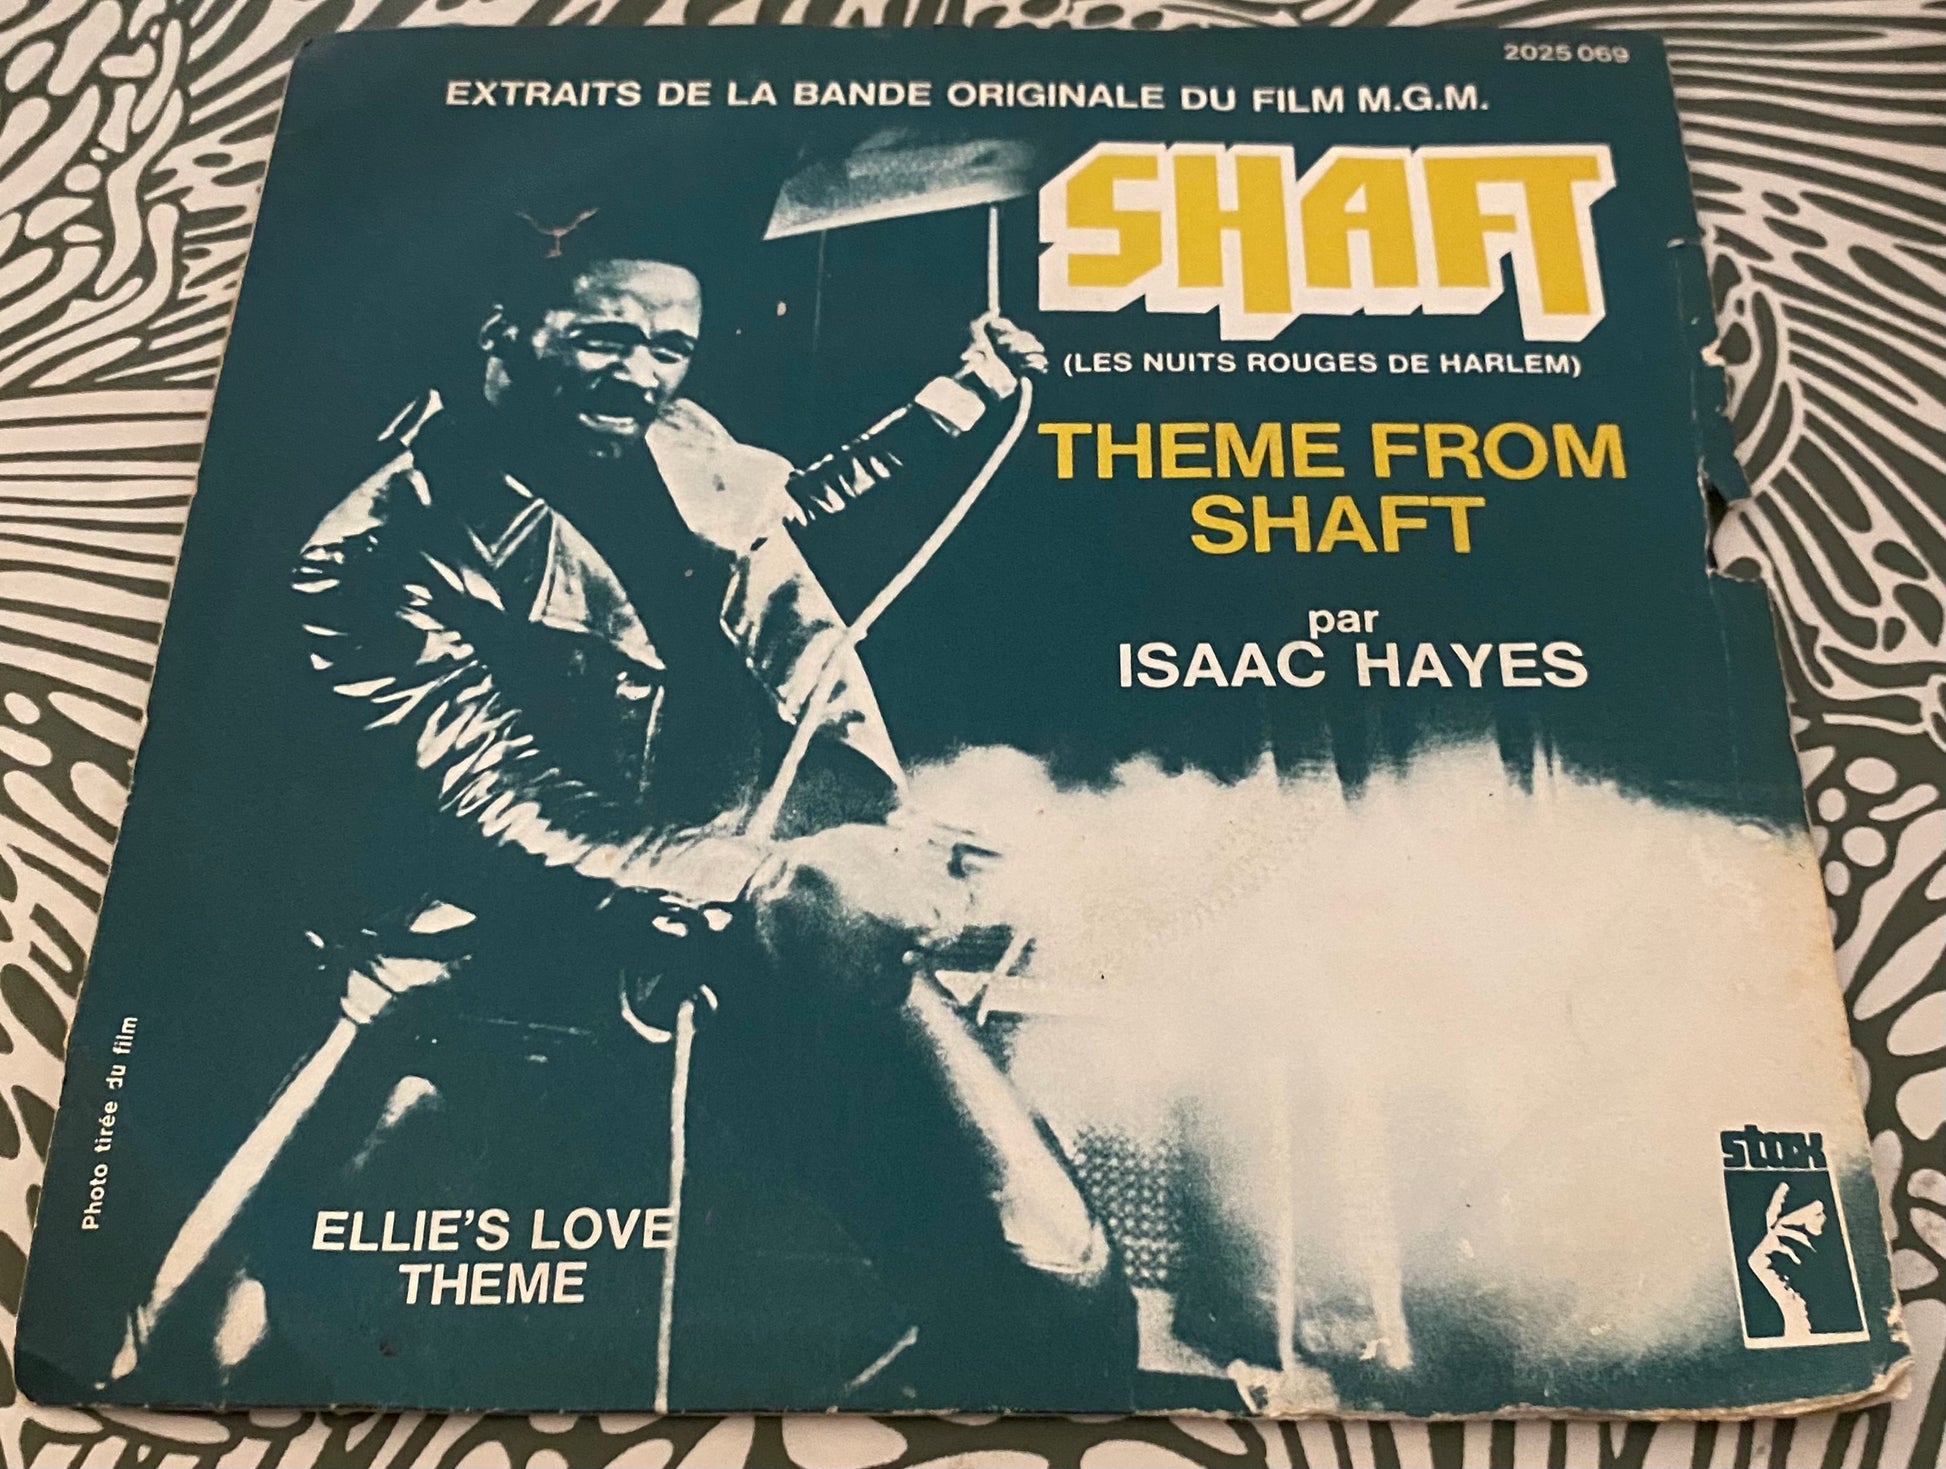 2025 069
EXTRAITS DE LA BANDE ORIGINALE DU FILM M.G.M.
SHAFT
(LES NUITS ROUGES DE HARLEM)
THEME FROM
SHAFT
par
ISAAC HAYES
Photo tirée du film
ELLIE'S LOVE
THEME
stax